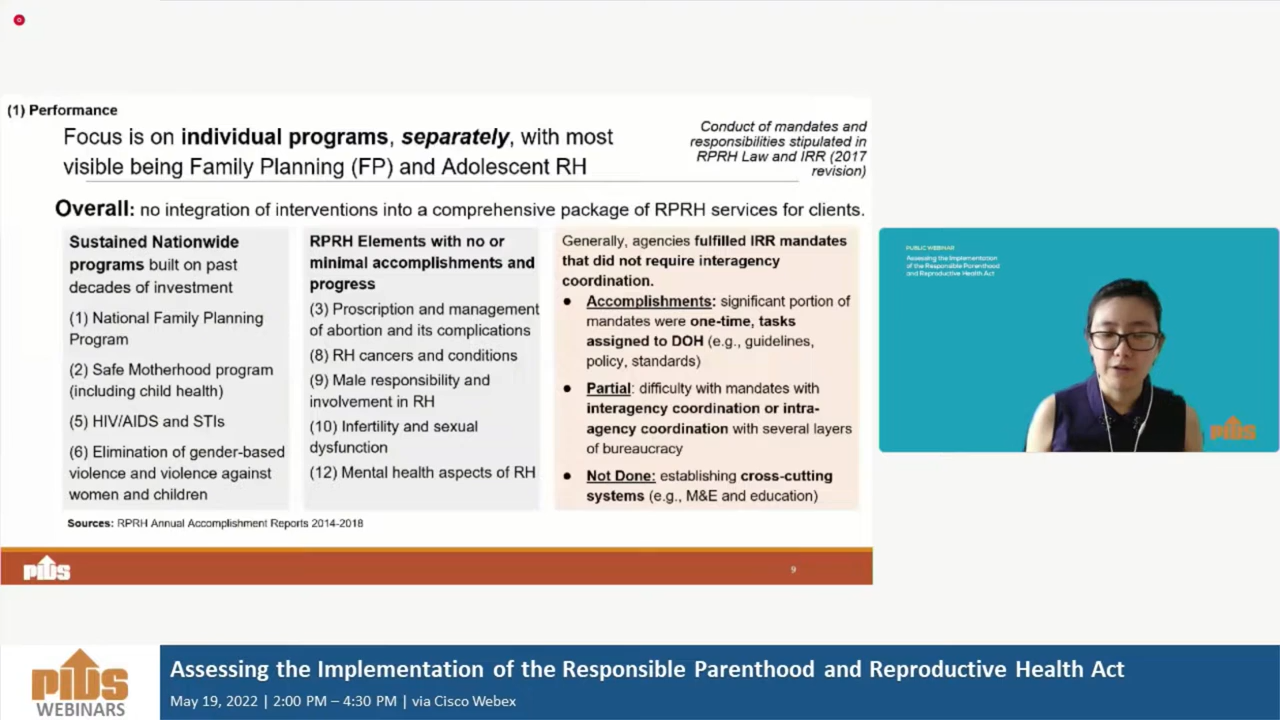 (1) Performance
Focus is on individual programs, separately, with most
visible being Family Planning (FP) and Adolescent RH
Conduct of mandates and
responsibilities stipulated in
RPRH Law and IRR (2017
revision)
Overall: no integration of interventions into a comprehensive package of RPRH services for clients.
Sustained Nationwide
programs built on past
decades of investment
(1) National Family Planning
Program
(2) Safe Motherhood program
(including child health)
(5) HIV/AIDS and STIs
(6) Elimination of gender-based
violence and violence against
women and children
RPRH Elements with no or
minimal accomplishments and
progress
(3) Proscription and management
of abortion and its complications
(8) RH cancers and conditions
(9) Male responsibility and
involvement in RH
(10) Infertility and sexual
dysfunction
(12) Mental health aspects of RH
Generally, agencies fulfilled IRR mandates
that did not require interagency
coordination.
● Accomplishments: significant portion of
mandates were one-time, tasks
assigned to DOH (e.g., guidelines,
policy, standards)
● Partial: difficulty with mandates with
interagency coordination or intra-
agency coordination with several layers
of bureaucracy
● Not Done: establishing cross-cutting
systems (e.g., M&E and education)
Sources: RPRH Annual Accomplishment Reports 2014-2018
PIDS
9
PUBLIC WEBINAR
Assessing the Implementation
of the Responsible Parenthood
and Reproductive Health Act
PIDS
PIDS
WEBINARS
Assessing the Implementation of the Responsible Parenthood and Reproductive Health Act
May 19, 2022 | 2:00 PM – 4:30 PM | via Cisco Webex